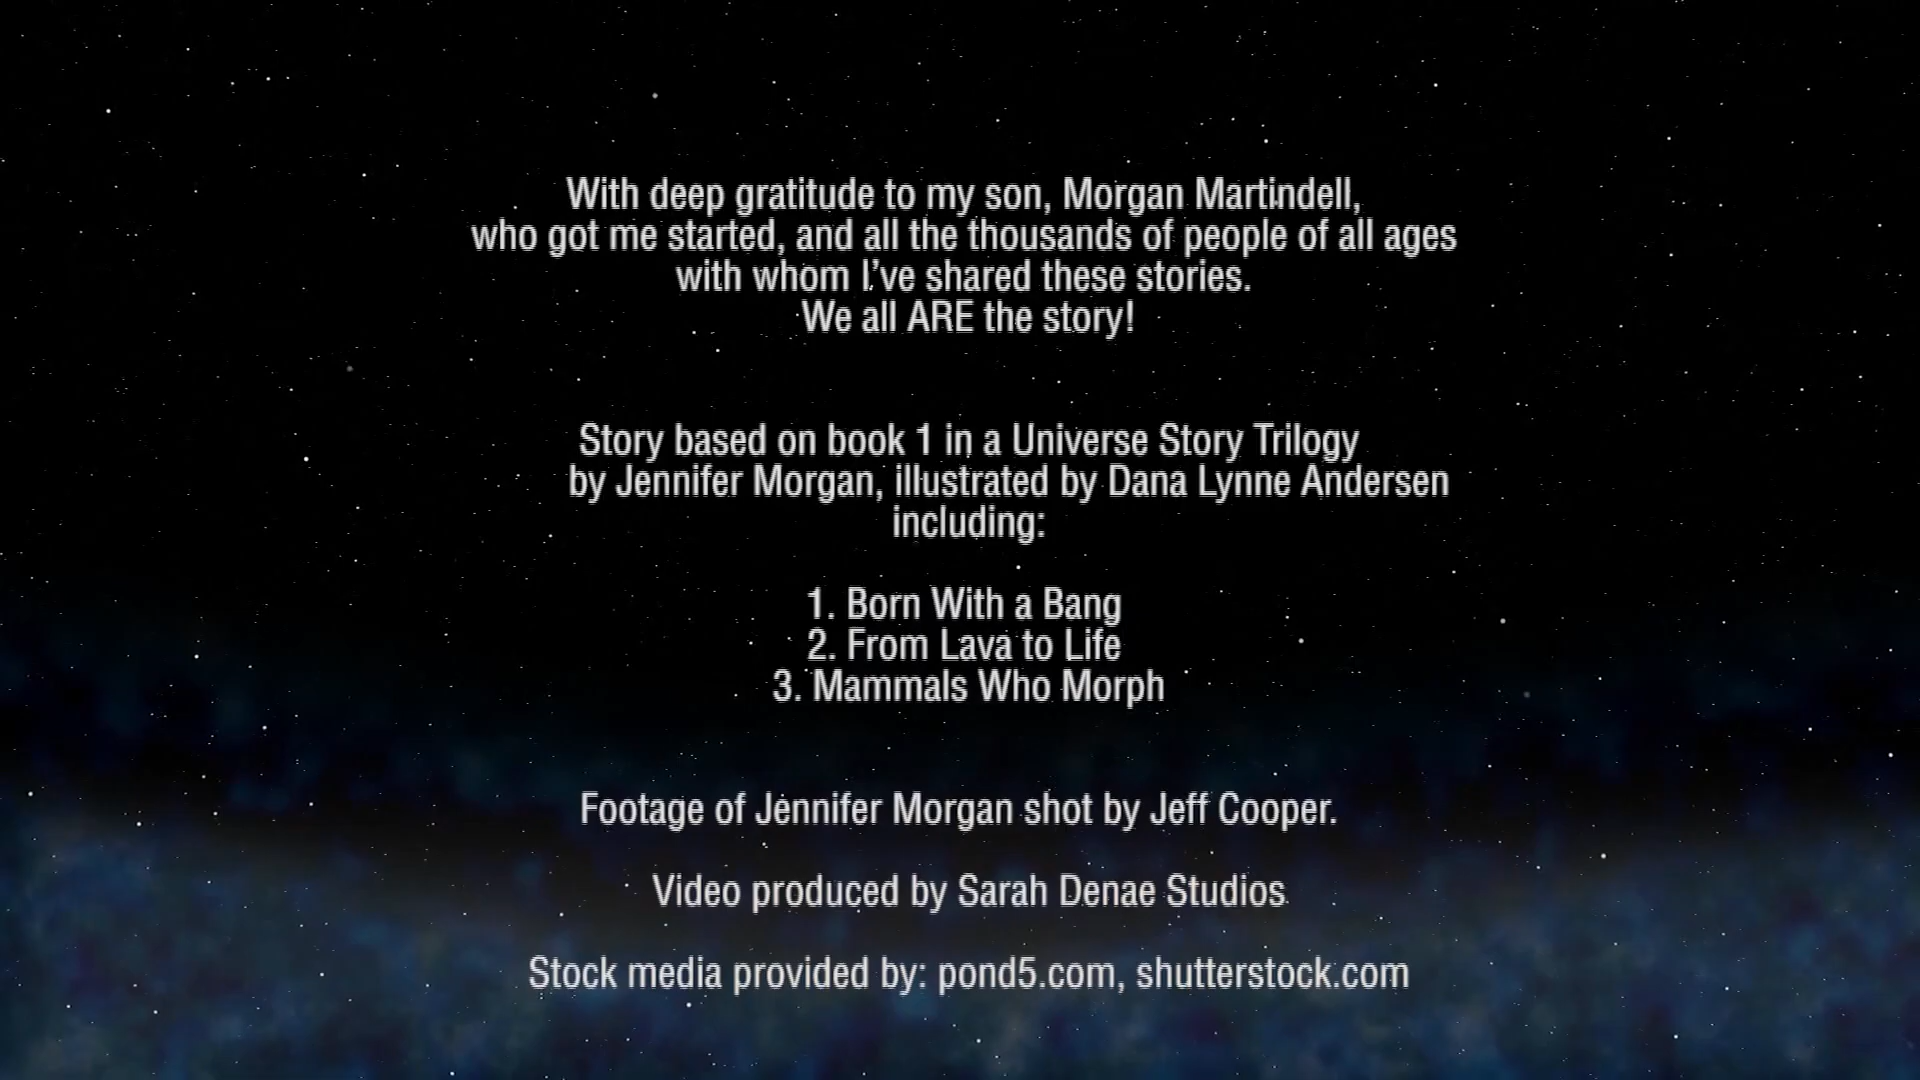 With deep gratitude to my son, Morgan Martindell,
who got me started, and all the thousands of people of all ages
with whom I've shared these stories.
We all ARE the story!
Story based on book 1 in a Universe Story Trilogy
by Jennifer Morgan, illustrated by Dana Lynne Andersen
including:
1. Born With a Bang
2. From Lava to Life
3. Mammals Who Morph
Footage of Jennifer Morgan shot by Jeff Cooper.
Video produced by Sarah Denae Studios
Stock media provided by: pond5.com, shutterstock.com